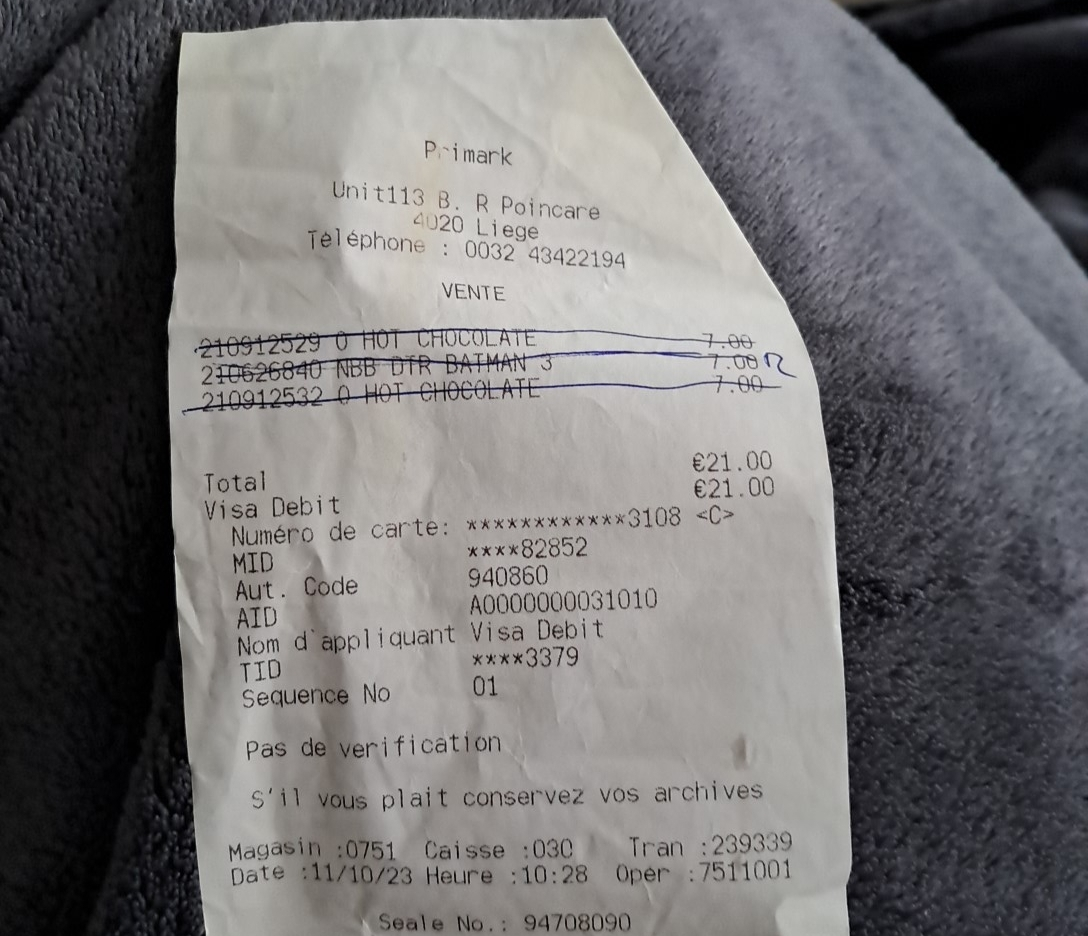 Primark
Unit113 B. R Poincare
4020 Liege
Téléphone : 0032 43422194
VENTE
210912529 0 HOT CHOCOLATE 7.00
210626840 NBB DTR BATMAN 3 7.00
210912532 0 HOT CHOCOLATE 7.00
Total €21.00
Visa Debit €21.00
Numéro de carte: ************3108 <C>
MID ****82852
Aut. Code 940860
AID A0000000031010
Nom d'appliquant Visa Debit
TID ****3379
Sequence No 01
Pas de verification
S'il vous plait conservez vos archives
Magasin :0751 Caisse :030 Tran :239339
Date :11/10/23 Heure :10:28 Oper :7511001
Seale No.: 94708090